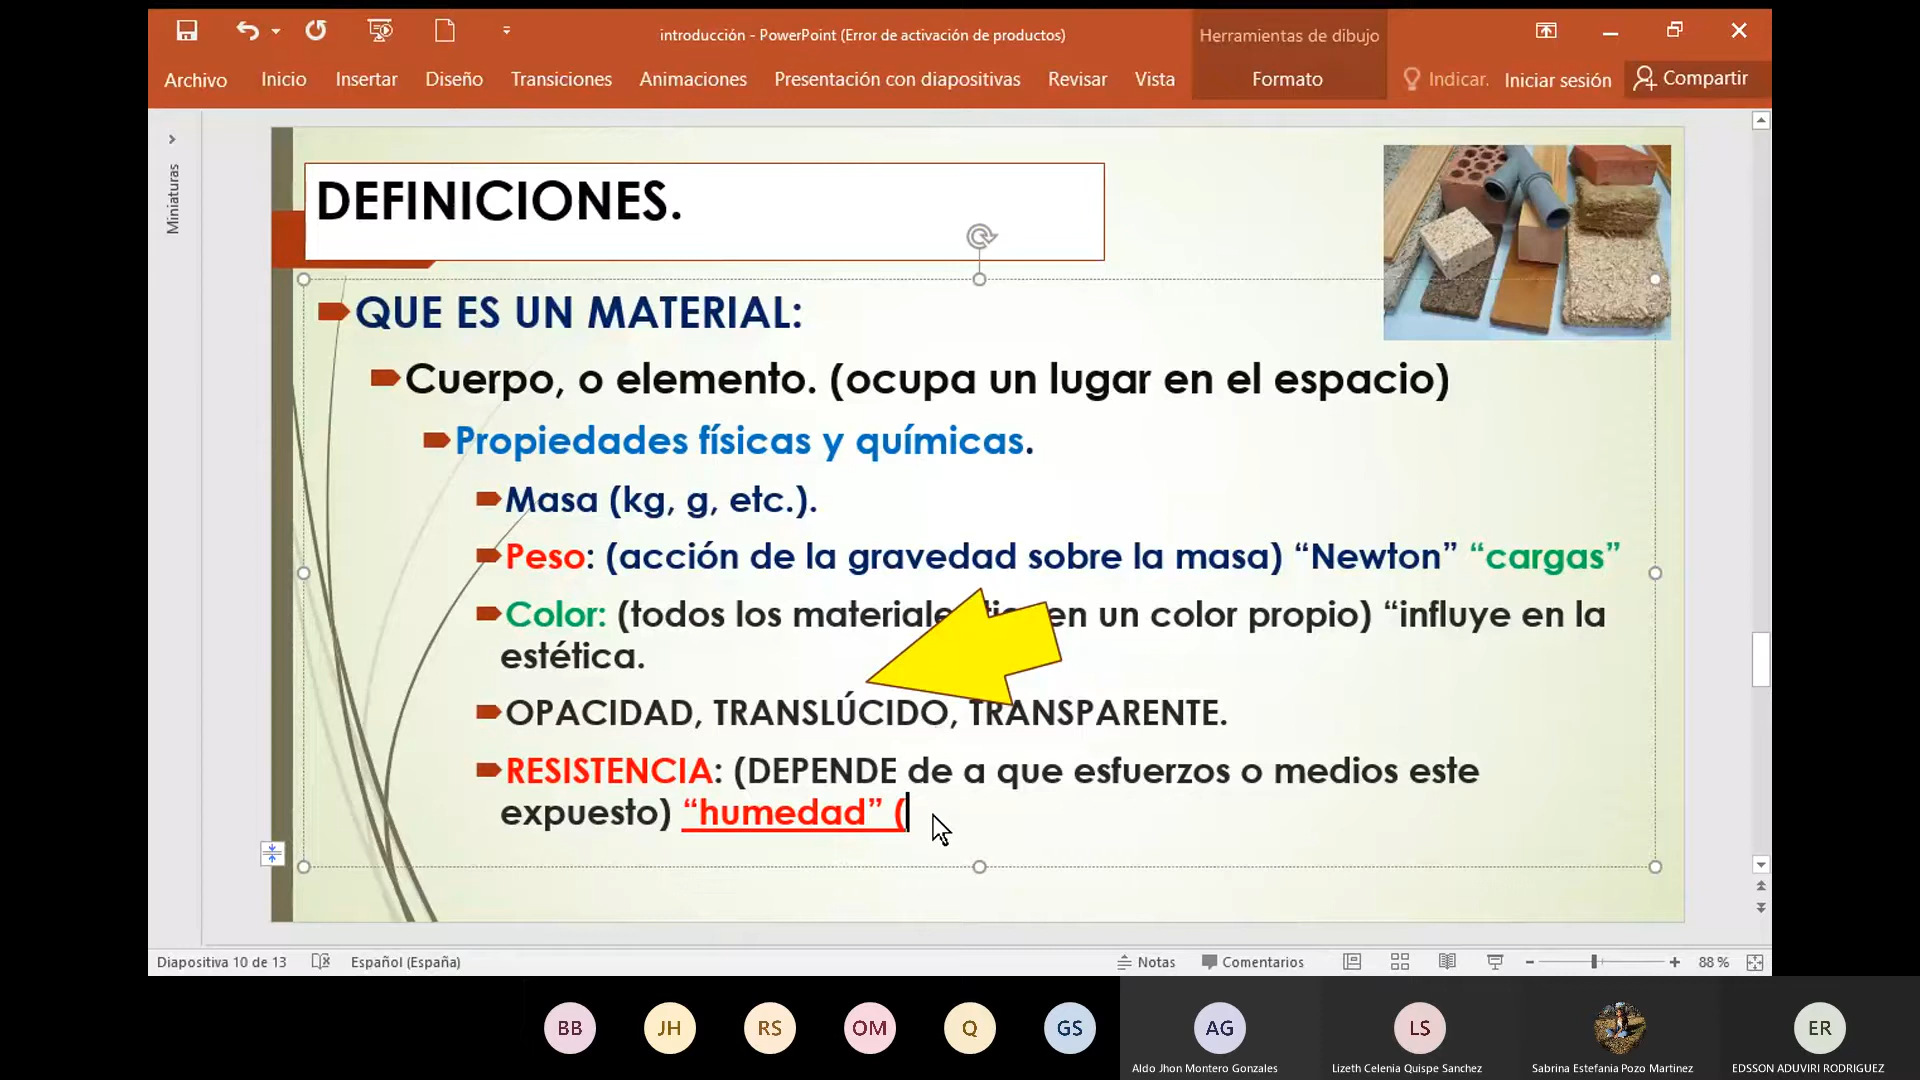 introducción - PowerPoint (Error de activación de productos)
Herramientas de dibujo
Archivo Inicio Insertar Diseño Transiciones Animaciones Presentación con diapositivas Revisar Vista Formato Indicar. Iniciar sesión Compartir
Miniaturas
DEFINICIONES.
QUE ES UN MATERIAL:
Cuerpo, o elemento. (ocupa un lugar en el espacio)
Propiedades físicas y químicas.
Masa (kg, g, etc.).
Peso: (acción de la gravedad sobre la masa) “Newton” “cargas”
Color: (todos los materiale en un color propio) “influye en la
estética.
OPACIDAD, TRANSLÚCIDO, TRANSPARENTE.
RESISTENCIA: (DEPENDE de a que esfuerzos o medios este
expuesto) “humedad” (
Diapositiva 10 de 13 Español (España) Notas Comentarios 88 %
BB JH RS OM Q GS AG LS ER
Aldo Jhon Montero Gonzales Lizeth Celenia Quispe Sanchez Sabrina Estefania Pozo Martinez EDSSON ADUVIRI RODRIGUEZ